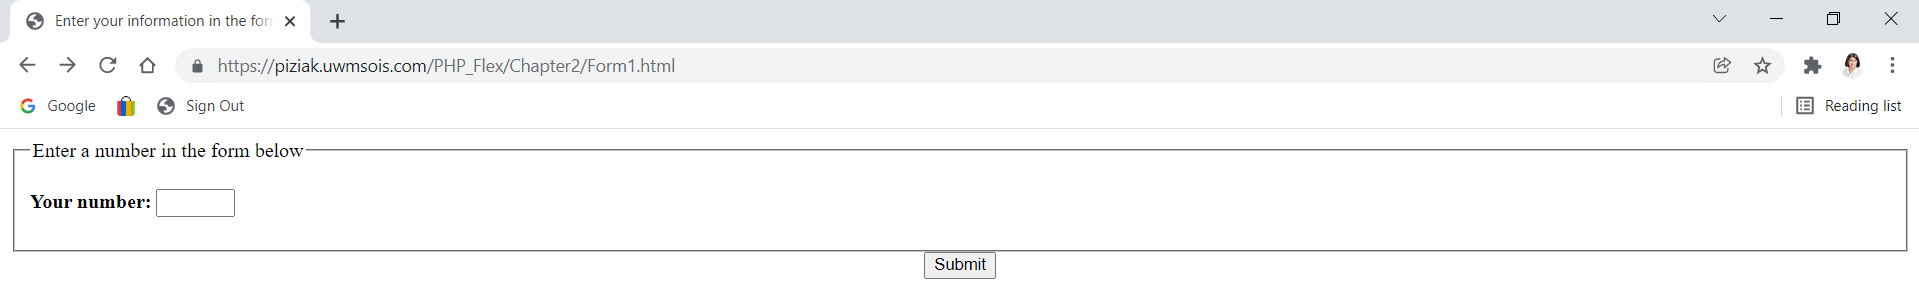 Enter your information in the for
https://piziak.uwmsois.com/PHP_Flex/Chapter2/Form1.html
Google Sign Out Reading list
Enter a number in the form below
Your number:
Submit